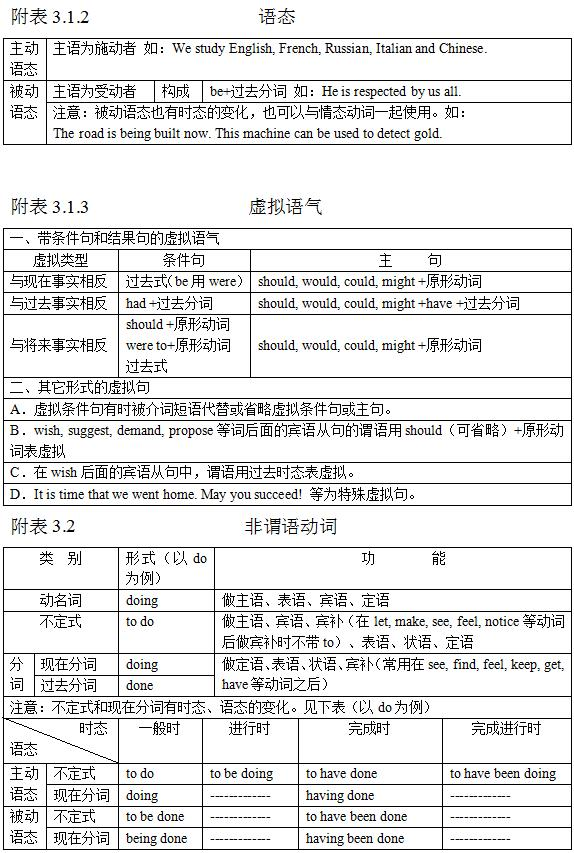 附表 3.1.2 语态
主动语态 主语为施动者 如：We study English, French, Russian, Italian and Chinese.
被动语态 主语为受动者 构成 be+过去分词 如：He is respected by us all.
注意：被动语态也有时态的变化，也可以与情态动词一起使用。如：
The road is being built now. This machine can be used to detect gold.
附表 3.1.3 虚拟语气
一、带条件句和结果句的虚拟语气
虚拟类型 条件句 主 句
与现在事实相反 过去式（be 用 were） should, would, could, might +原形动词
与过去事实相反 had +过去分词 should, would, could, might +have +过去分词
与将来事实相反 should +原形动词
were to+原形动词
过去式
should, would, could, might +原形动词
二、其它形式的虚拟句
A．虚拟条件句有时被介词短语代替或省略虚拟条件句或主句。
B．wish, suggest, demand, propose 等词后面的宾语从句的谓语用 should（可省略）+原形动
词表虚拟
C．在 wish 后面的宾语从句中，谓语用过去时态表虚拟。
D．It is time that we went home. May you succeed! 等为特殊虚拟句。
附表 3.2 非谓语动词
类 别 形式（以 do 为例） 功 能
动名词 doing 做主语、表语、宾语、定语
不定式 to do 做主语、宾语、宾补（在 let, make, see, feel, notice 等动词
后做宾补时不带 to）、表语、状语、定语
分词 现在分词 doing 做定语、表语、状语、宾补（常用在 see, find, feel, keep, get,
过去分词 done have 等动词之后）
注意：不定式和现在分词有时态、语态的变化。见下表（以 do 为例）
时态 语态 一般时 进行时 完成时 完成进行时
主动语态 不定式 to do to be doing to have done to have been doing
现在分词 doing ------------- having done -------------
被动语态 不定式 to be done ------------- to have been done -------------
现在分词 being done ------------- having been done -------------